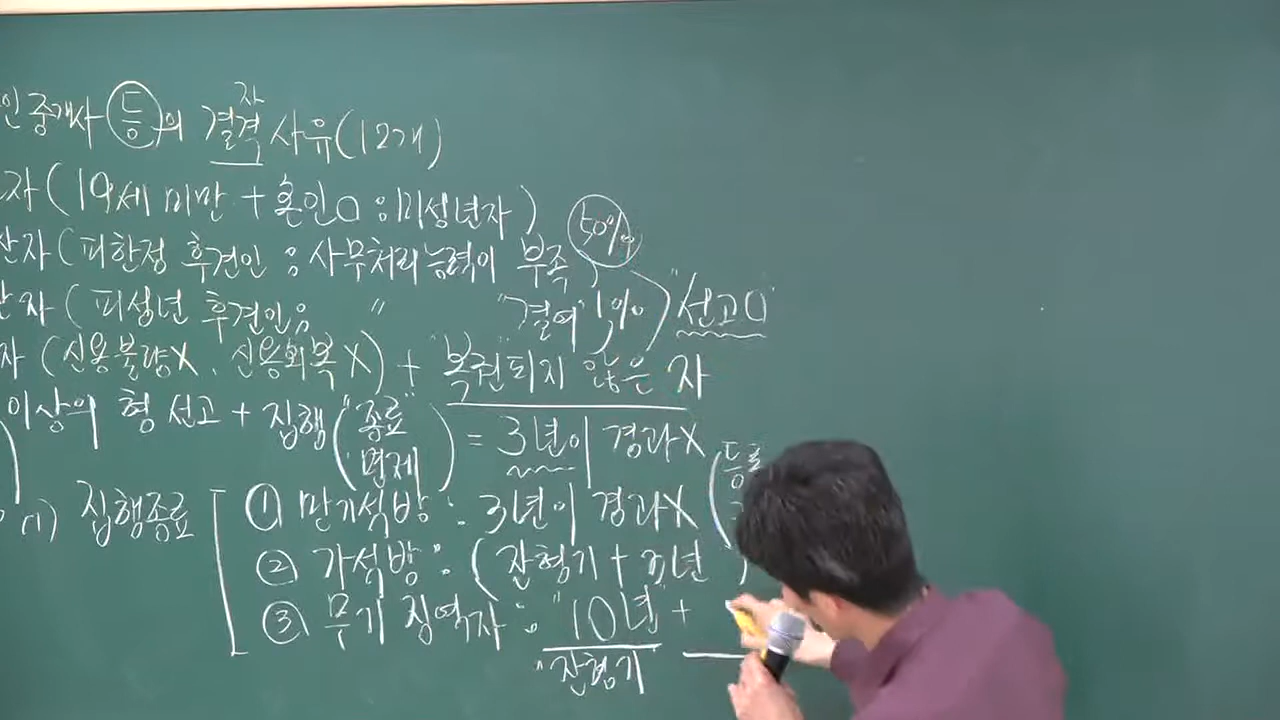 인중개사 등의 결격사유(12개)
자
자(19세 미만 + 혼인O : 미성년자)
산자(피한정 후견인 : 사무처리능력이 부족 50%
산자(피성년 후견인 : " "결여" 1% "선고O"
자(신용불량X, 신용회복X) + "복권"되지 않은 자
이상의 형 선고 + 집행("종료" 면제) = 3년이 경과X
1) 집행종료 ① 만기석방 : 3년이 경과X (등록
② 가석방 : (잔형기 + 3년)
③ 무기 징역자 : "10년" +
"잔형기